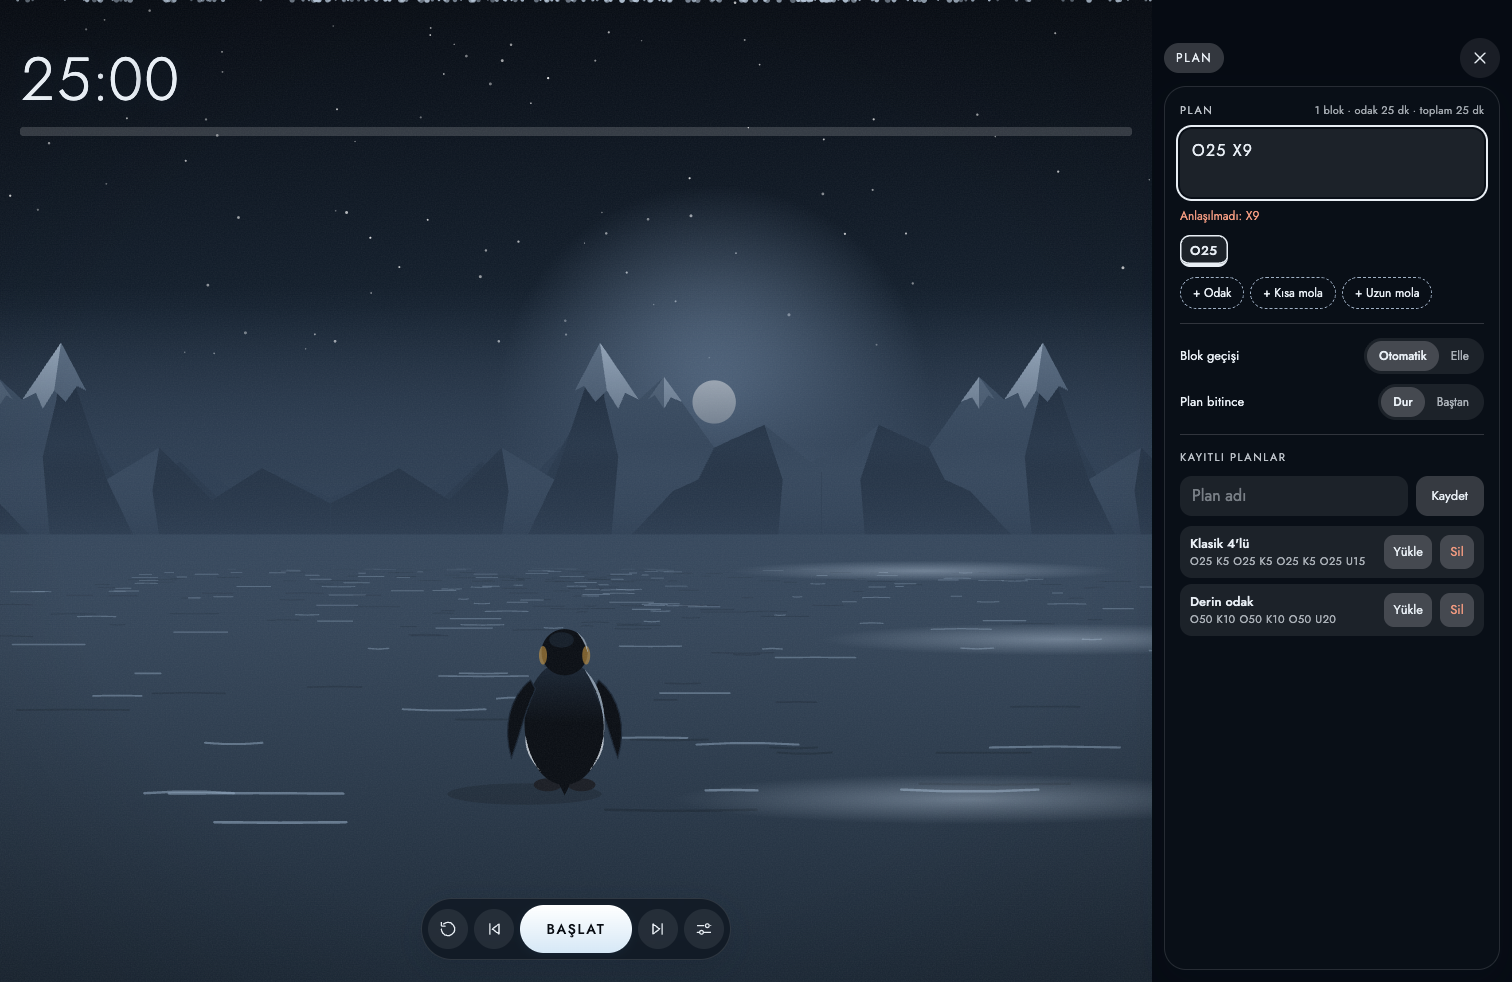 25:00
PLAN
PLAN 1 blok · odak 25 dk · toplam 25 dk
O25 X9
Anlaşılmadı: X9
O25
+ Odak + Kısa mola + Uzun mola
Blok geçişi Otomatik Elle
Plan bitince Dur Baştan
KAYITLI PLANLAR
Plan adı Kaydet
Klasik 4'lü
O25 K5 O25 K5 O25 K5 O25 U15
Yükle Sil
Derin odak
O50 K10 O50 K10 O50 U20
Yükle Sil
BAŞLAT